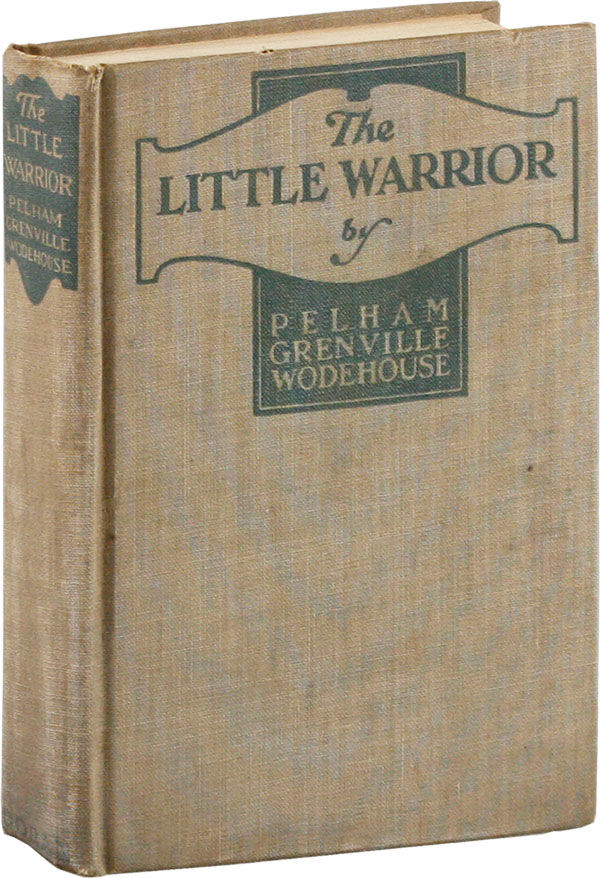 The
LITTLE
WARRIOR
PELHAM
GRENVILLE
WODEHOUSE
The
LITTLE WARRIOR
by
PELHAM
GRENVILLE
WODEHOUSE